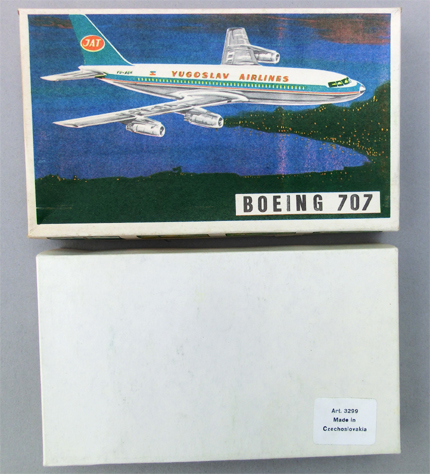 JAT
YUGOSLAV AIRLINES
BOEING 707
Art. 3299
Made in
Czechoslovakia